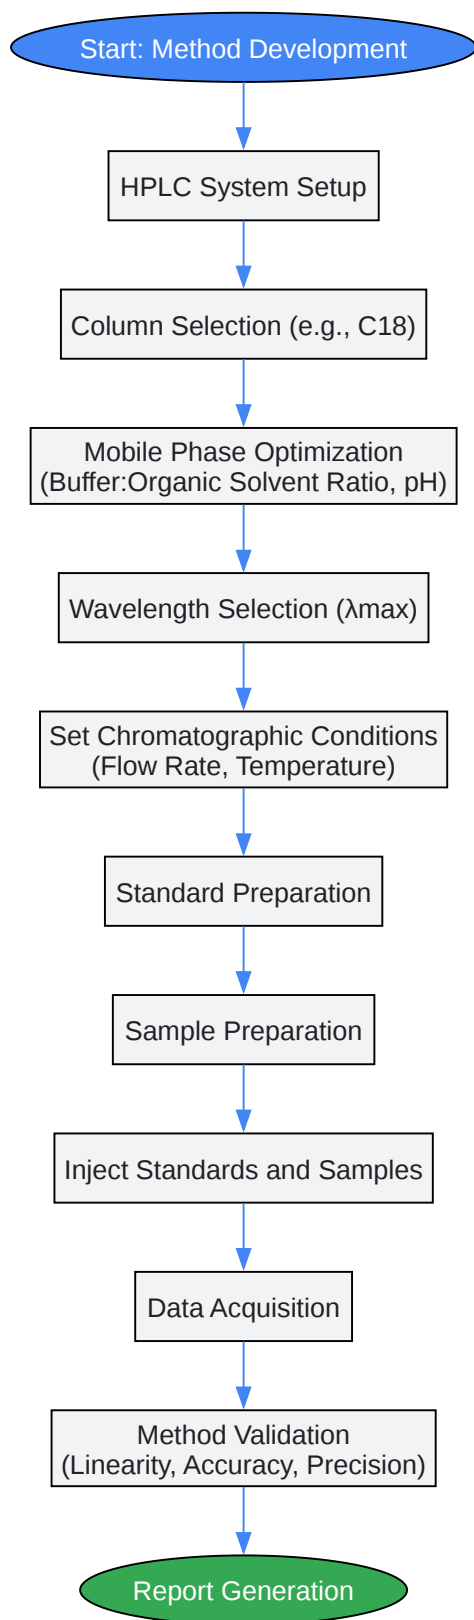 Start: Method Development
HPLC System Setup
Column Selection (e.g., C18)
Mobile Phase Optimization
(Buffer:Organic Solvent Ratio, pH)
Wavelength Selection (λmax)
Set Chromatographic Conditions
(Flow Rate, Temperature)
Standard Preparation
Sample Preparation
Inject Standards and Samples
Data Acquisition
Method Validation
(Linearity, Accuracy, Precision)
Report Generation